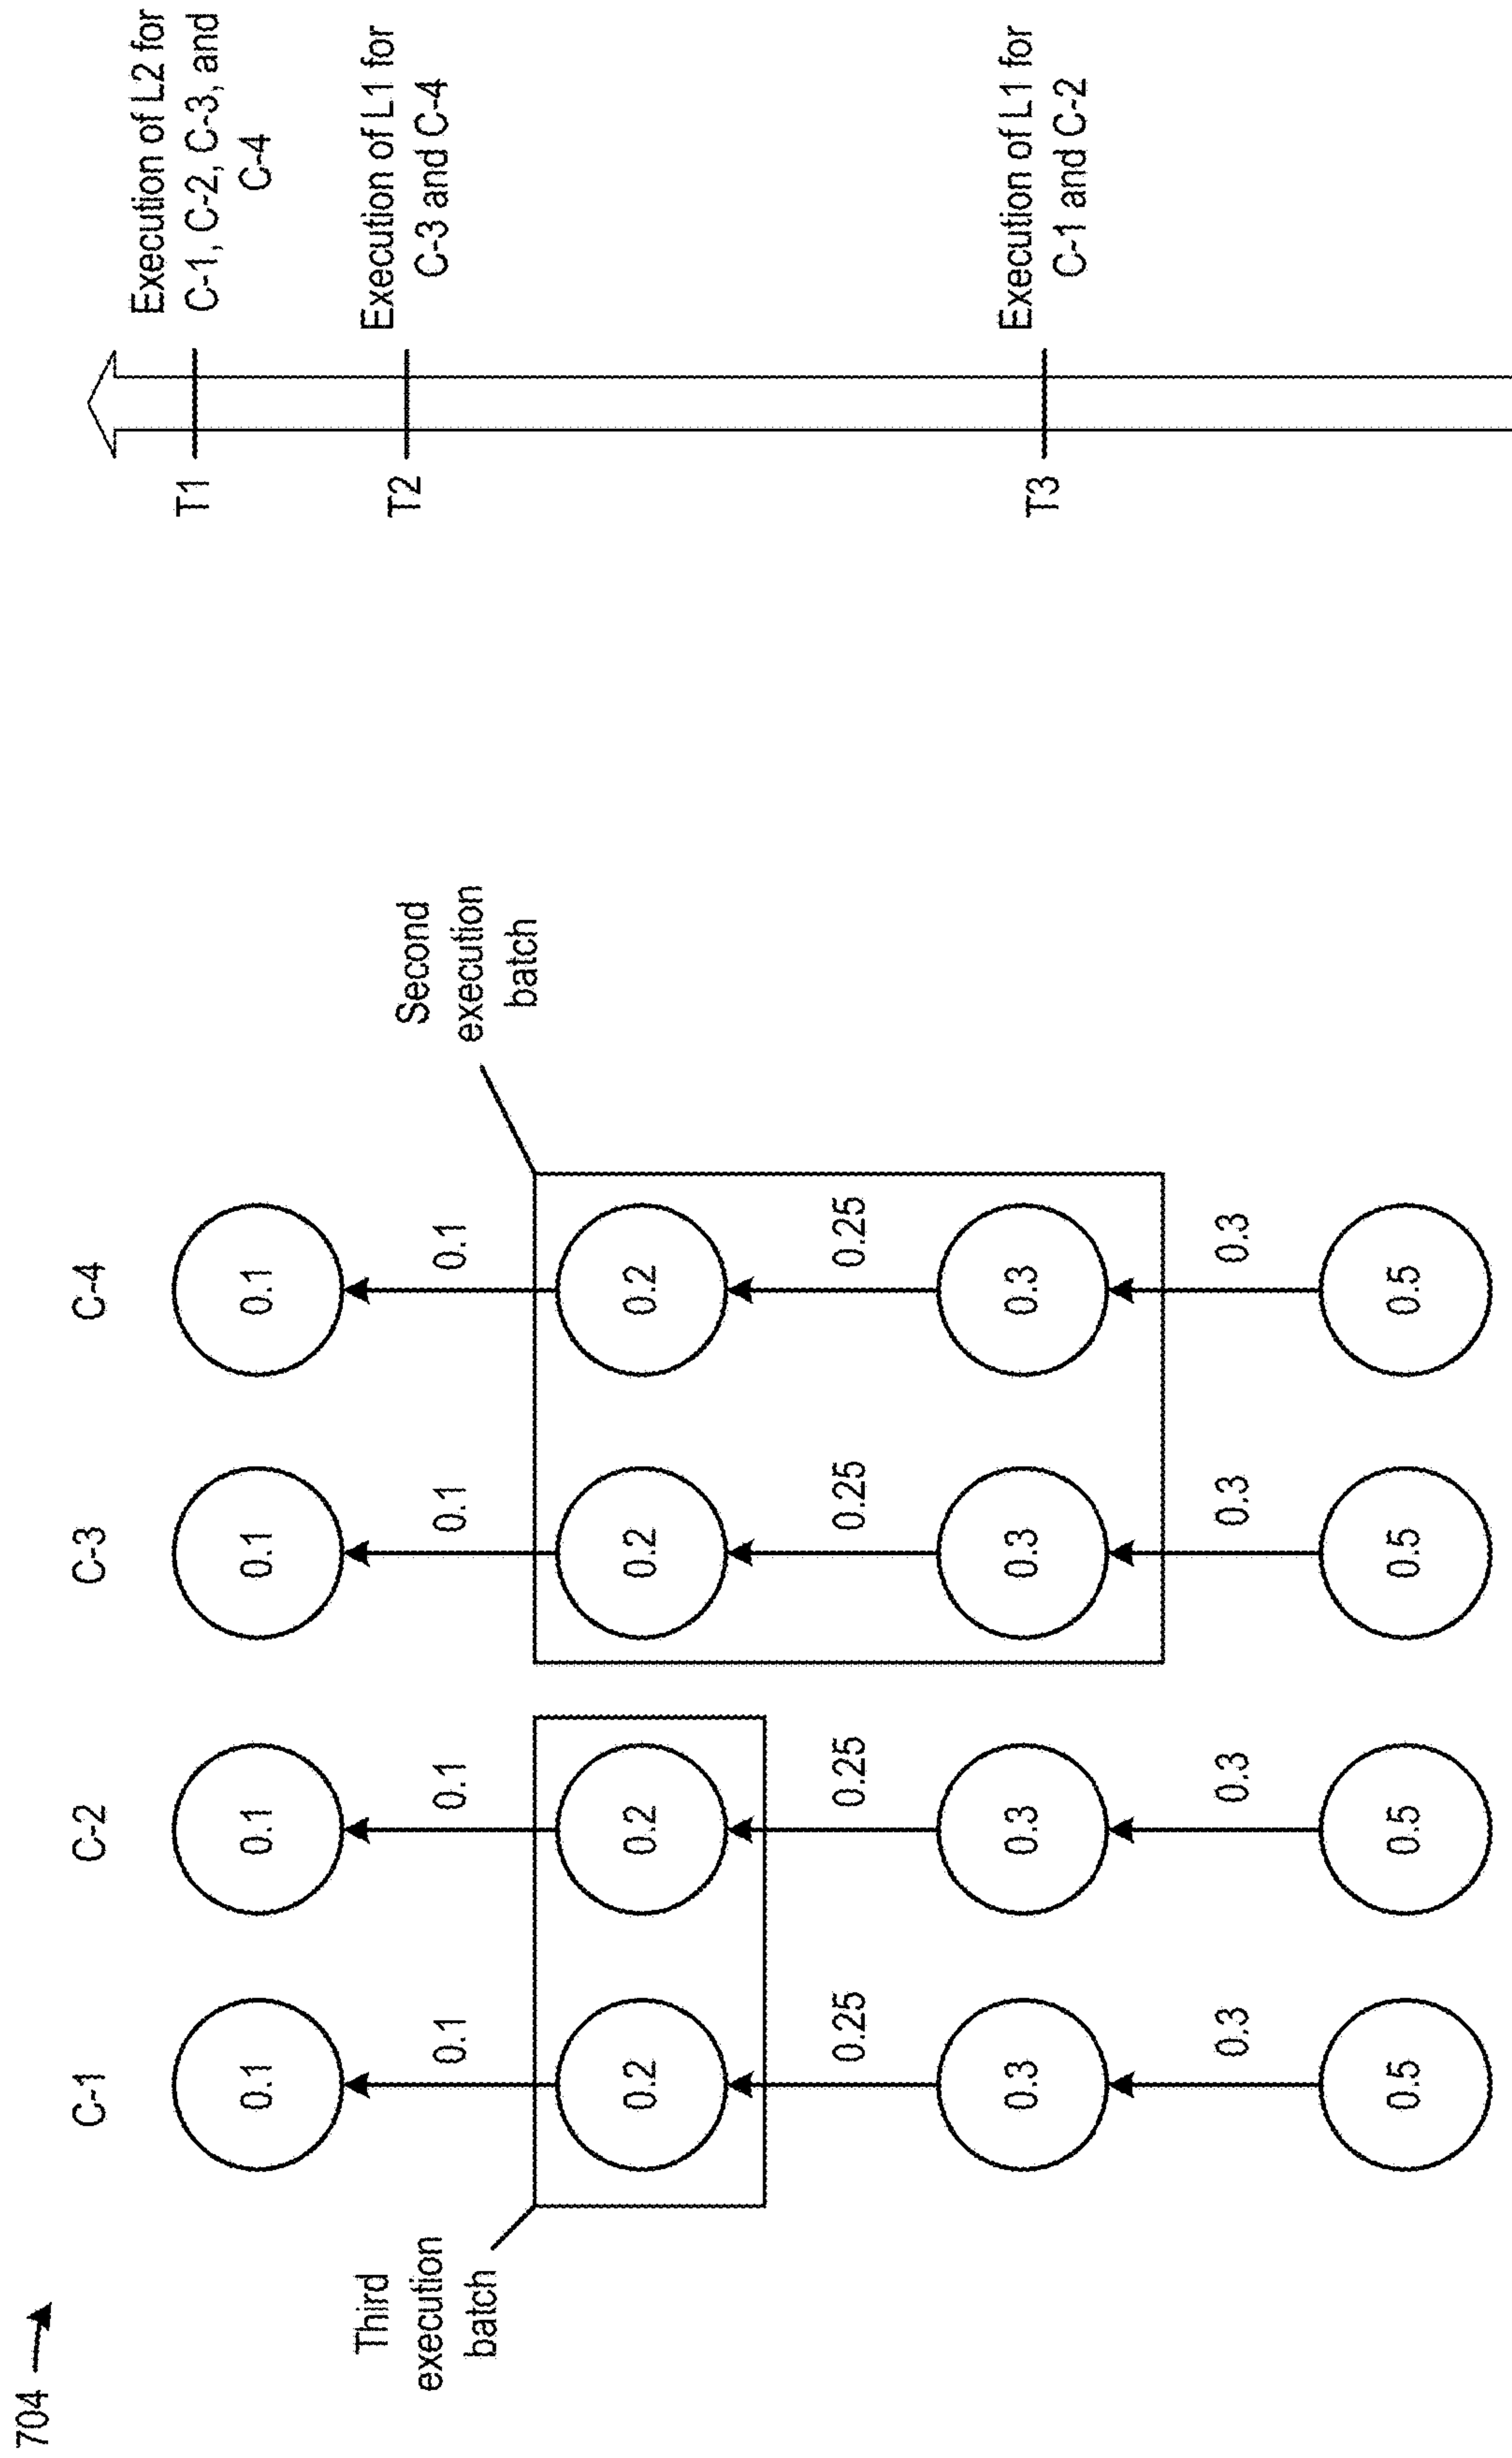 704
C-1
C-2
C-3
C-4
0.1
0.1
0.1
0.1
Execution of L2 for
C-1, C-2, C-3, and
C-4
T1
0.1
0.1
0.1
0.1
Third
execution
batch
Second
execution
batch
T2
Execution of L1 for
C-3 and C-4
0.2
0.2
0.2
0.2
0.25
0.25
0.25
0.25
0.3
0.3
0.3
0.3
T3
Execution of L1 for
C-1 and C-2
0.3
0.3
0.3
0.3
0.5
0.5
0.5
0.5